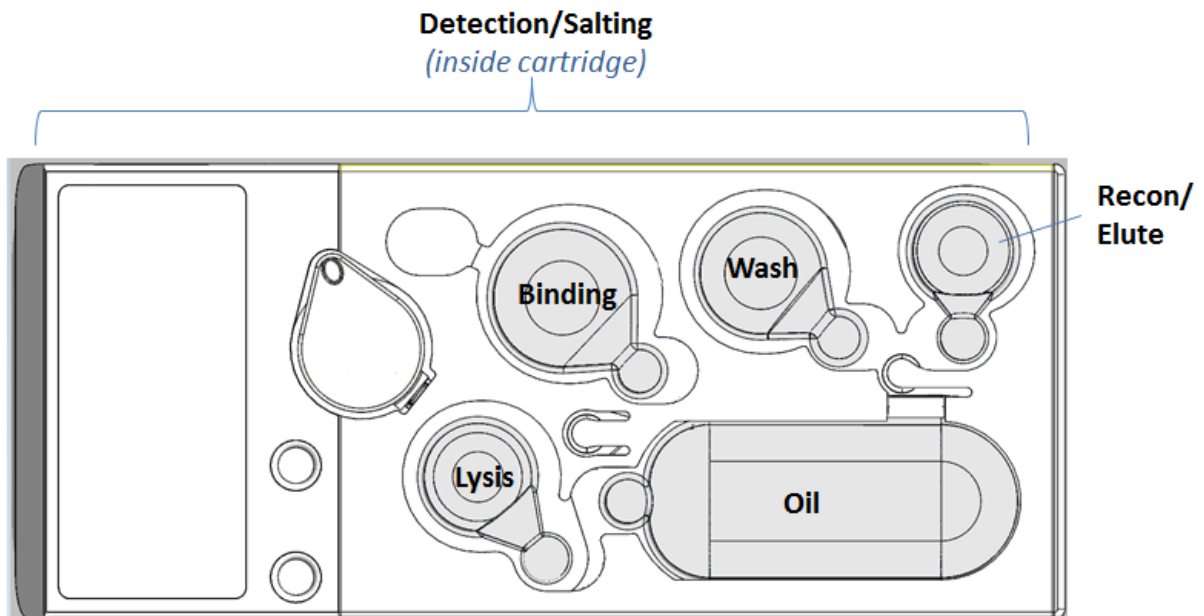 Detection/Salting
(inside cartridge)
Recon/
Elute
Wash
Binding
Lysis
Oil